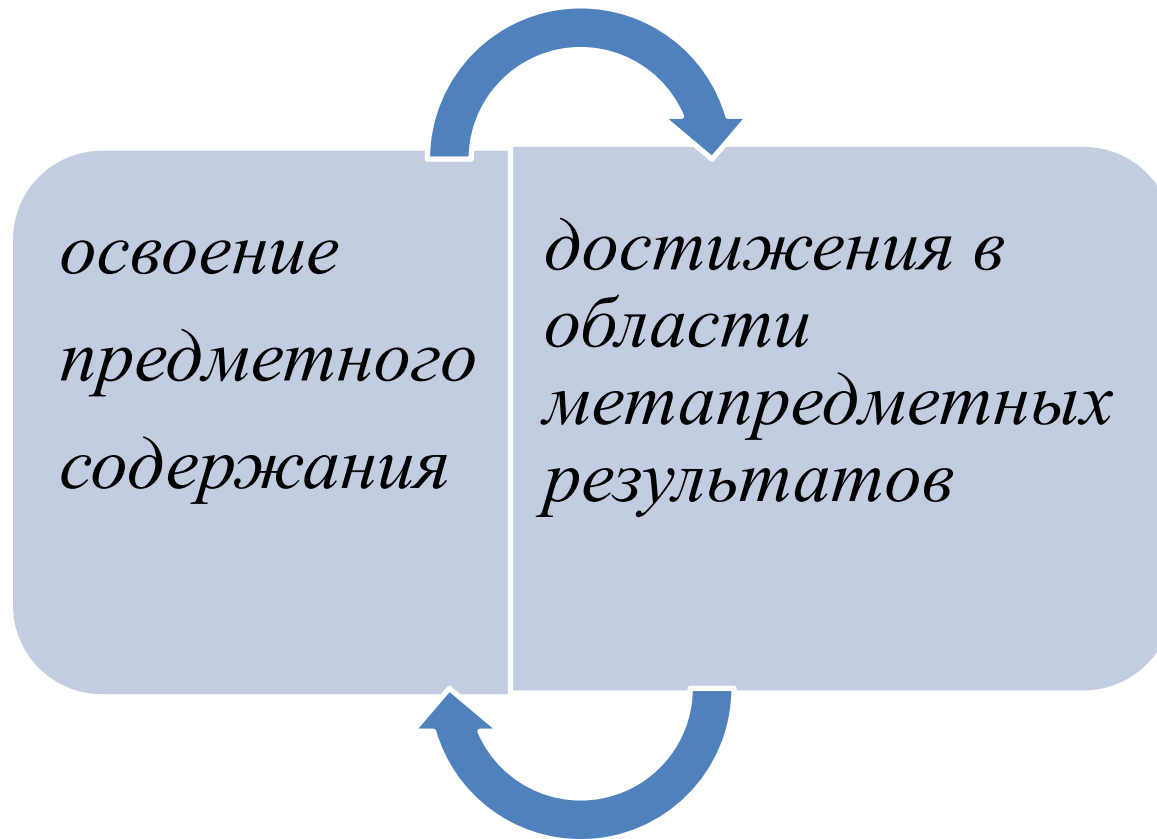 освоение
предметного
содержания
достижения в
области
метапредметных
результатов